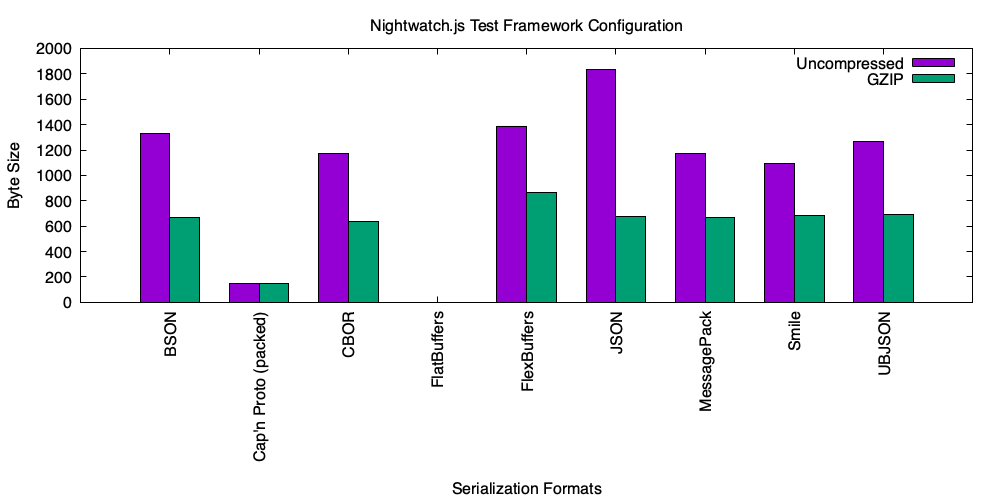 Nightwatch.js Test Framework Configuration
2000
1800
1600
1400
1200
1000
800
600
400
200
0
Byte Size
Uncompressed
GZIP
BSON
Cap'n Proto (packed)
CBOR
FlatBuffers
FlexBuffers
JSON
MessagePack
Smile
UBJSON
Serialization Formats